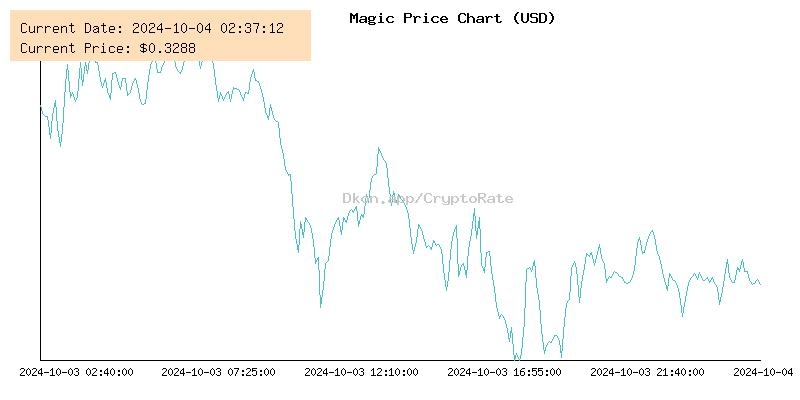 Magic Price Chart (USD)
Current Date: 2024-10-04 02:37:12
Current Price: $0.3288
Dkon.App/CryptoRate
2024-10-03 02:40:00 2024-10-03 07:25:00 2024-10-03 12:10:00 2024-10-03 16:55:00 2024-10-03 21:40:00 2024-10-04